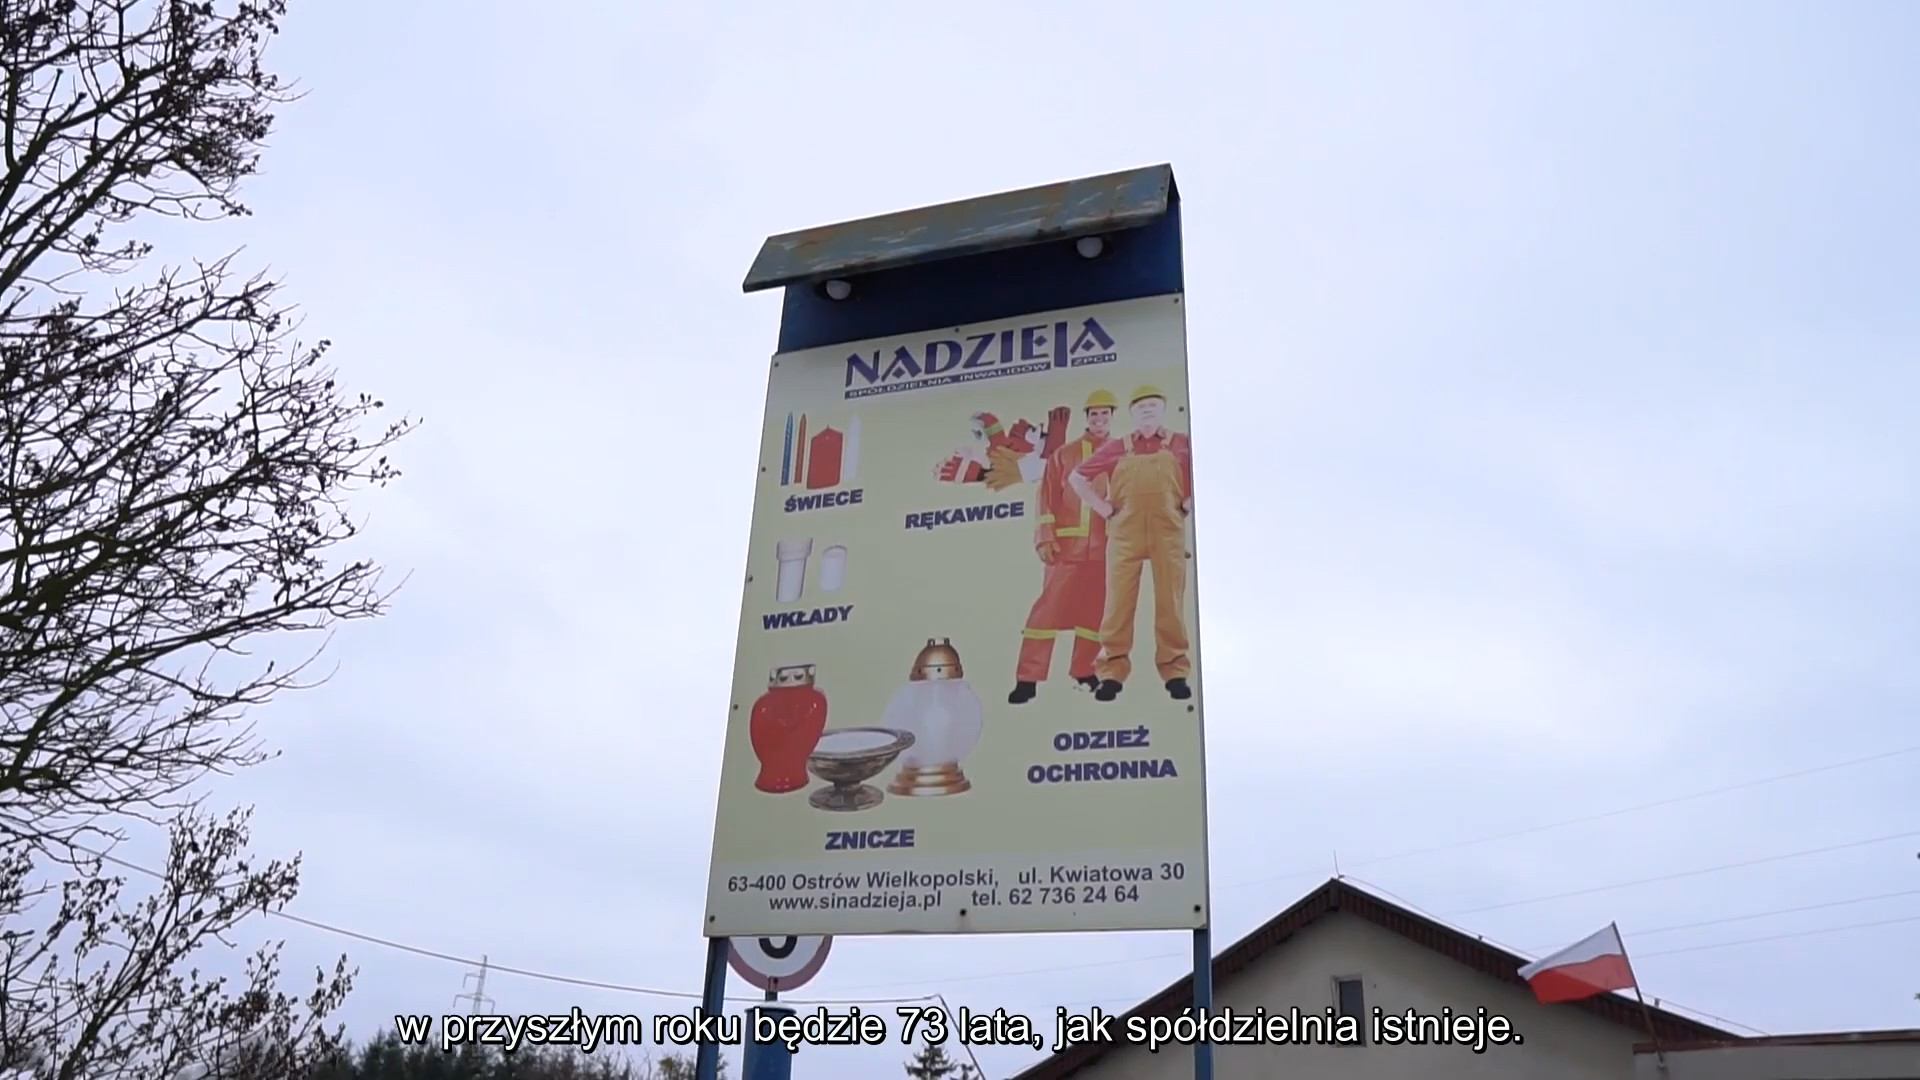 NADZIEJA
SPÓŁDZIELNIA INWALIDÓW ZPCH
ŚWIECE
RĘKAWICE
WKŁADY
ODZIEŻ
OCHRONNA
ZNICZE
63-400 Ostrów Wielkopolski, ul. Kwiatowa 30
www.sinadzieja.pl tel. 62 736 24 64
w przyszłym roku będzie 73 lata, jak spółdzielnia istnieje.